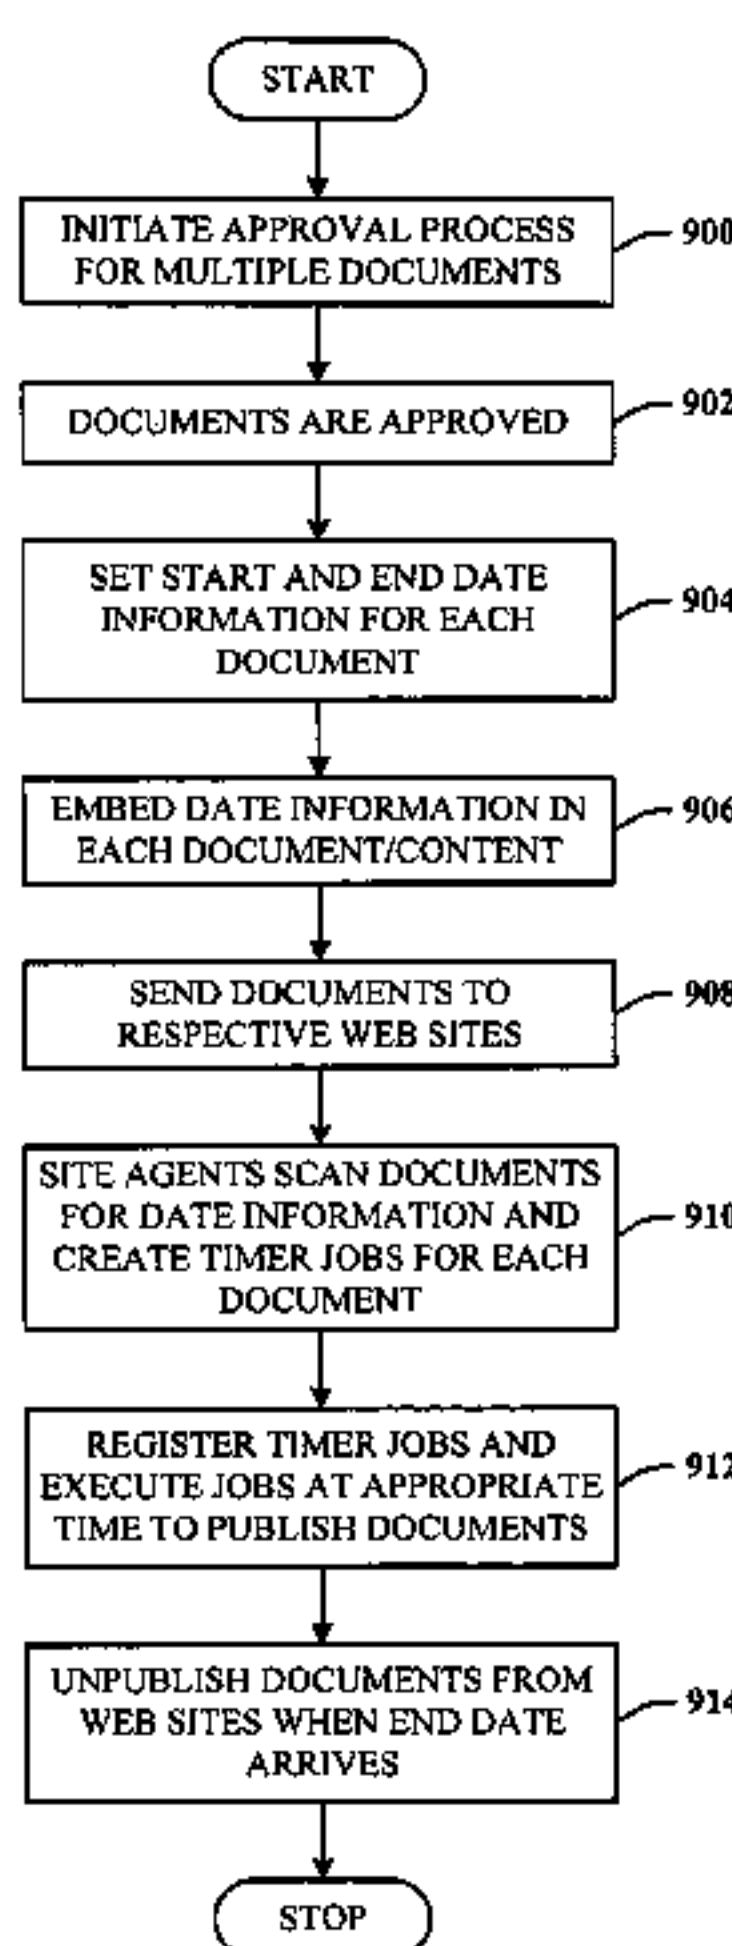 START
INITIATE APPROVAL PROCESS
FOR MULTIPLE DOCUMENTS
900
DOCUMENTS ARE APPROVED
902
SET START AND END DATE
INFORMATION FOR EACH
DOCUMENT
904
EMBED DATE INFORMATION IN
EACH DOCUMENT/CONTENT
906
SEND DOCUMENTS TO
RESPECTIVE WEB SITES
908
SITE AGENTS SCAN DOCUMENTS
FOR DATE INFORMATION AND
CREATE TIMER JOBS FOR EACH
DOCUMENT
910
REGISTER TIMER JOBS AND
EXECUTE JOBS AT APPROPRIATE
TIME TO PUBLISH DOCUMENTS
912
UNPUBLISH DOCUMENTS FROM
WEB SITES WHEN END DATE
ARRIVES
914
STOP